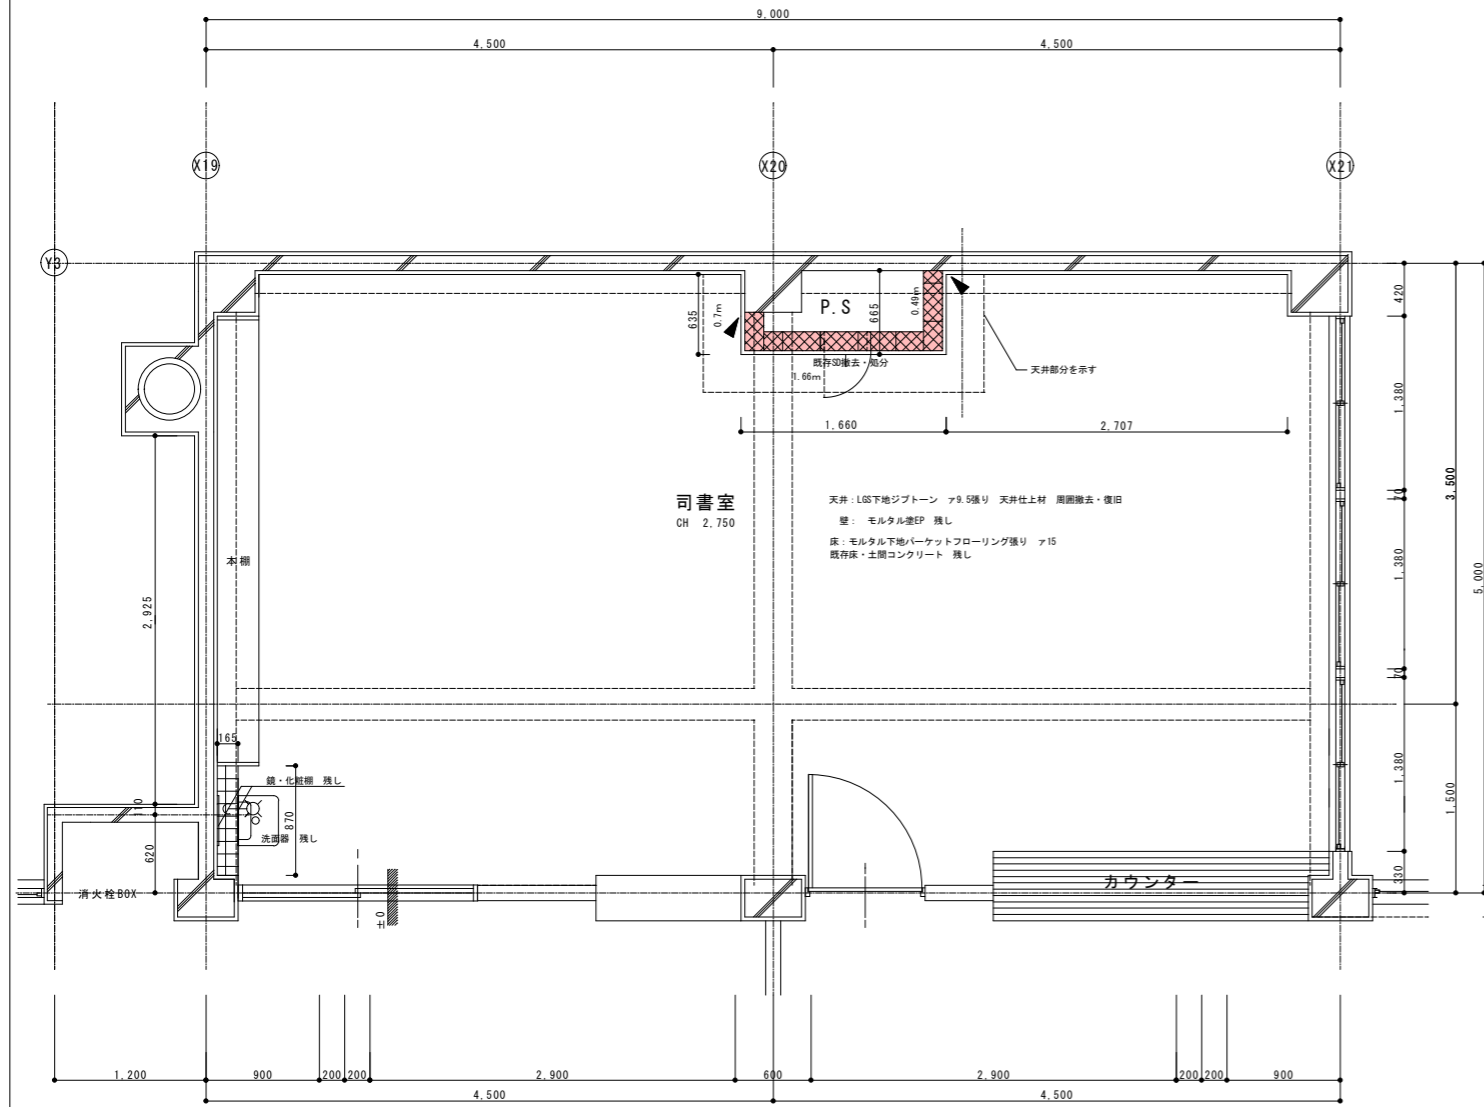 9,000
4,500
4,500
X19
X20
X21
Y3
P.S
635
0.7m
665
0.49m
既存SD撤去・処分
1.66m
天井部分を示す
1,660
2,707
420
1,380
70
1,380
70
1,380
330
3,500
1,500
5,000
司書室
CH 2,750
天井：LGS下地ジプトーン ァ9.5張り 天井仕上材 周囲撤去・復旧
壁： モルタル塗EP 残し
床：モルタル下地パーケットフローリング張り ァ15
既存床・土間コンクリート 残し
本棚
2,925
165
鏡・化粧棚 残し
870
洗面器 残し
110
620
消火栓BOX
±0
カウンター
1,200
900
200
200
2,900
600
2,900
200
200
900
4,500
4,500